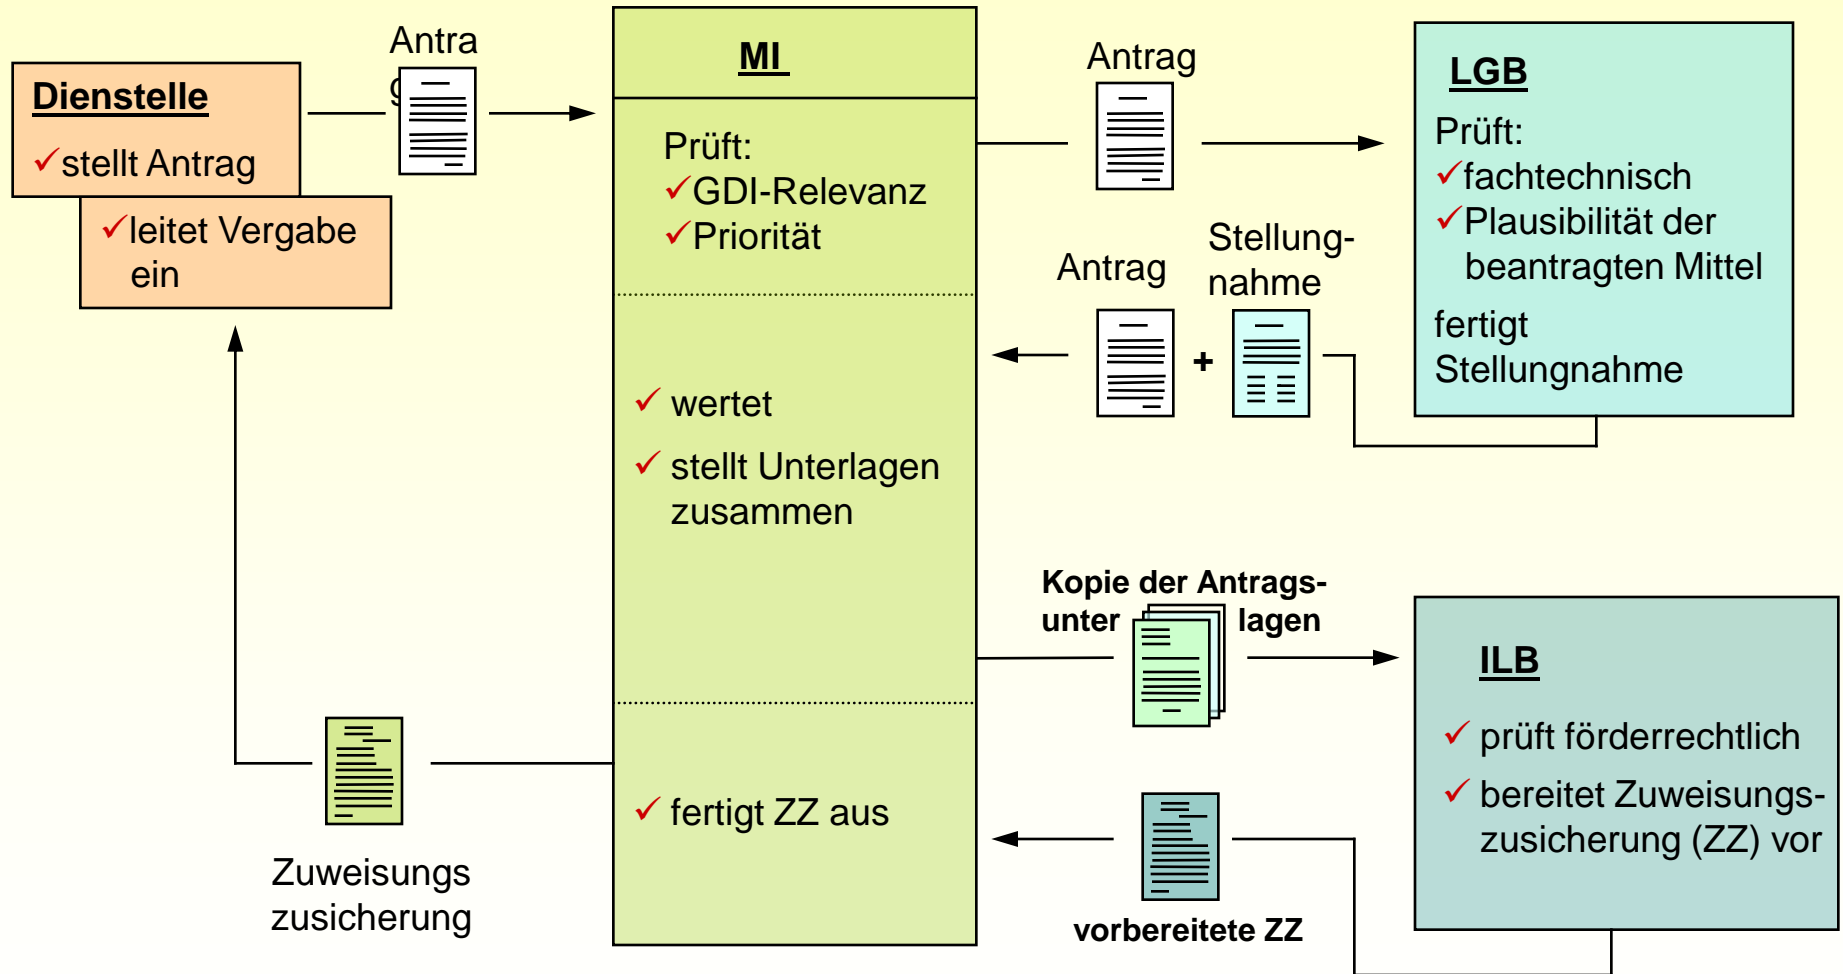 Dienstelle
stellt Antrag
leitet Vergabe
ein
Antra
g
MI
Prüft:
GDI-Relevanz
Priorität
wertet
stellt Unterlagen
zusammen
fertigt ZZ aus
Antrag
LGB
Prüft:
fachtechnisch
Plausibilität der
beantragten Mittel
fertigt
Stellungnahme
Antrag
+
Stellung-
nahme
Kopie der Antrags-
unter lagen
ILB
prüft förderrechtlich
bereitet Zuweisungs-
zusicherung (ZZ) vor
vorbereitete ZZ
Zuweisungs
zusicherung